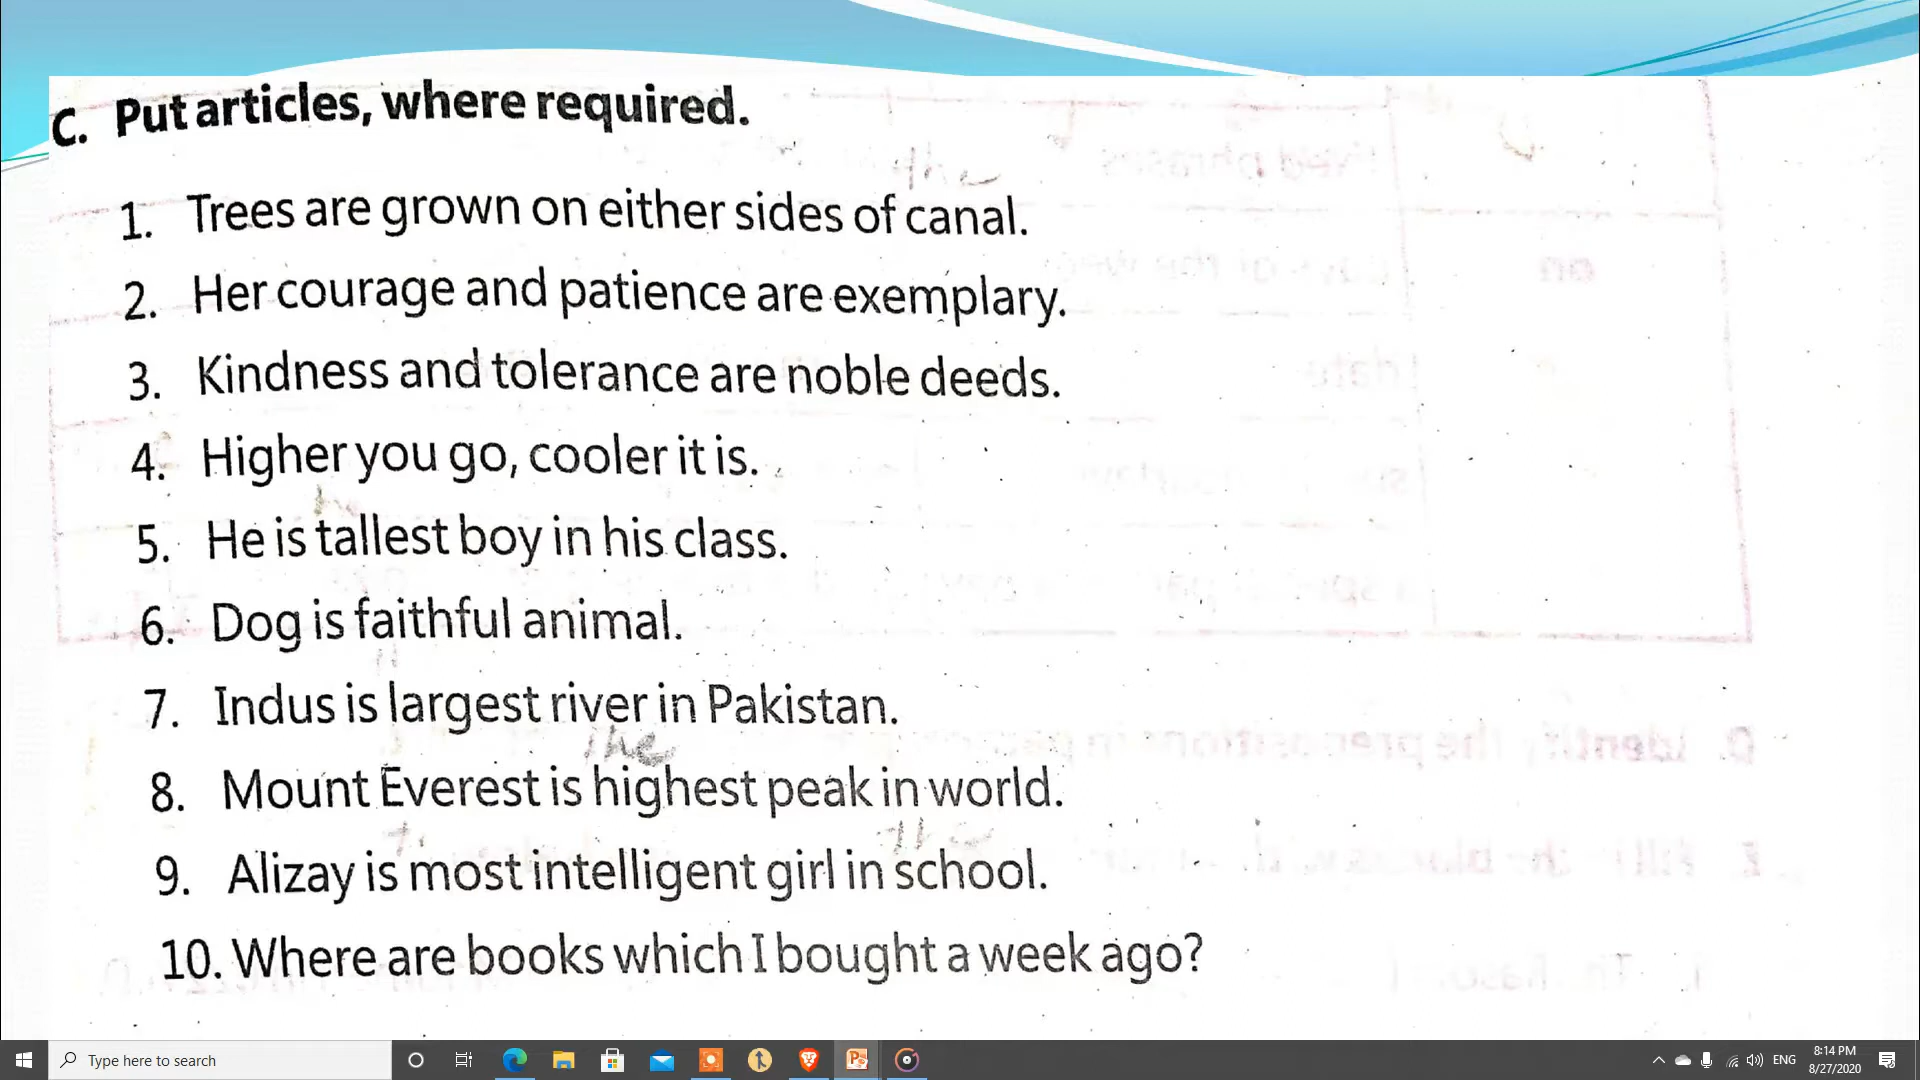 C. Put articles, where required.
the
1. Trees are grown on either sides of canal.
2. Her courage and patience are exemplary.
3. Kindness and tolerance are noble deeds.
4. Higher you go, cooler it is.
5. He is tallest boy in his class.
6. Dog is faithful animal.
7. Indus is largest river in Pakistan.
the
8. Mount Everest is highest peak in world.
9. Alizay is most intelligent girl in school.
10. Where are books which I bought a week ago?
Type here to search
ENG
8:14 PM
8/27/2020